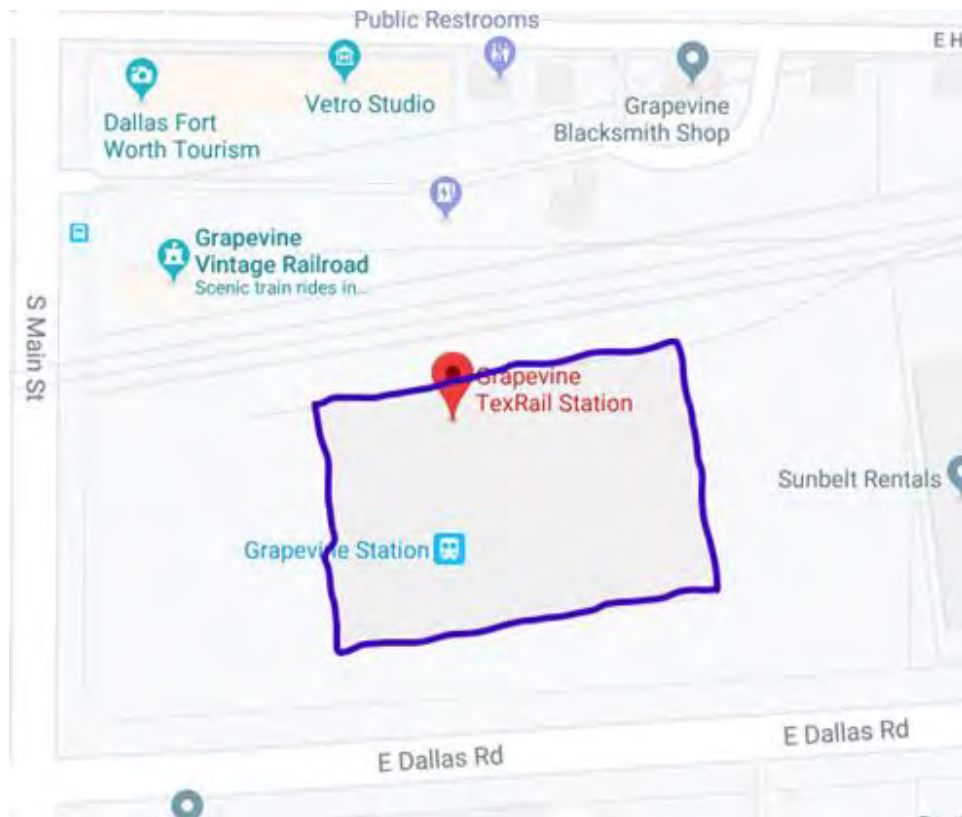 Public Restrooms
E H
Dallas Fort
Worth Tourism
Vetro Studio
Grapevine
Blacksmith Shop
Grapevine
Vintage Railroad
Scenic train rides in...
S Main St
Grapevine
TexRail Station
Sunbelt Rentals
Grapevine Station
E Dallas Rd
E Dallas Rd